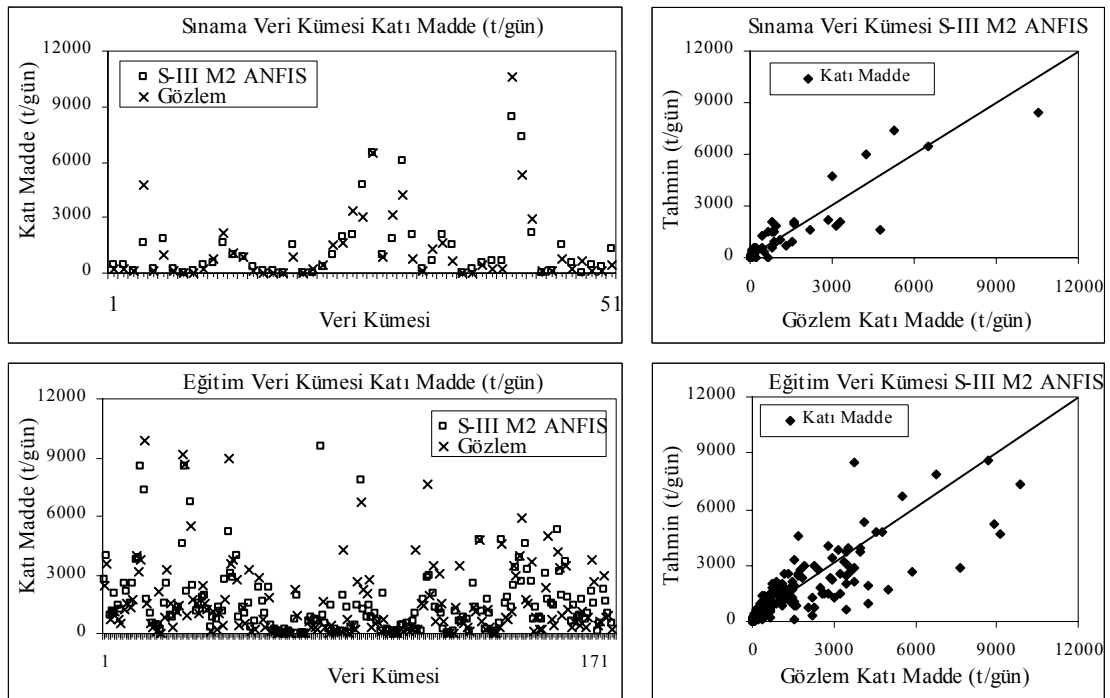 Sınama Veri Kümesi Katı Madde (t/gün)
12000
9000
6000
3000
0
Katı Madde (t/gün)
S-III M2 ANFIS
Gözlem
1
51
Veri Kümesi
Sınama Veri Kümesi S-III M2 ANFIS
12000
9000
6000
3000
0
Tahmin (t/gün)
Katı Madde
0
3000
6000
9000
12000
Gözlem Katı Madde (t/gün)
Eğitim Veri Kümesi Katı Madde (t/gün)
12000
9000
6000
3000
0
Katı Madde (t/gün)
S-III M2 ANFIS
Gözlem
1
171
Veri Kümesi
Eğitim Veri Kümesi S-III M2 ANFIS
12000
9000
6000
3000
0
Tahmin (t/gün)
Katı Madde
0
3000
6000
9000
12000
Gözlem Katı Madde (t/gün)